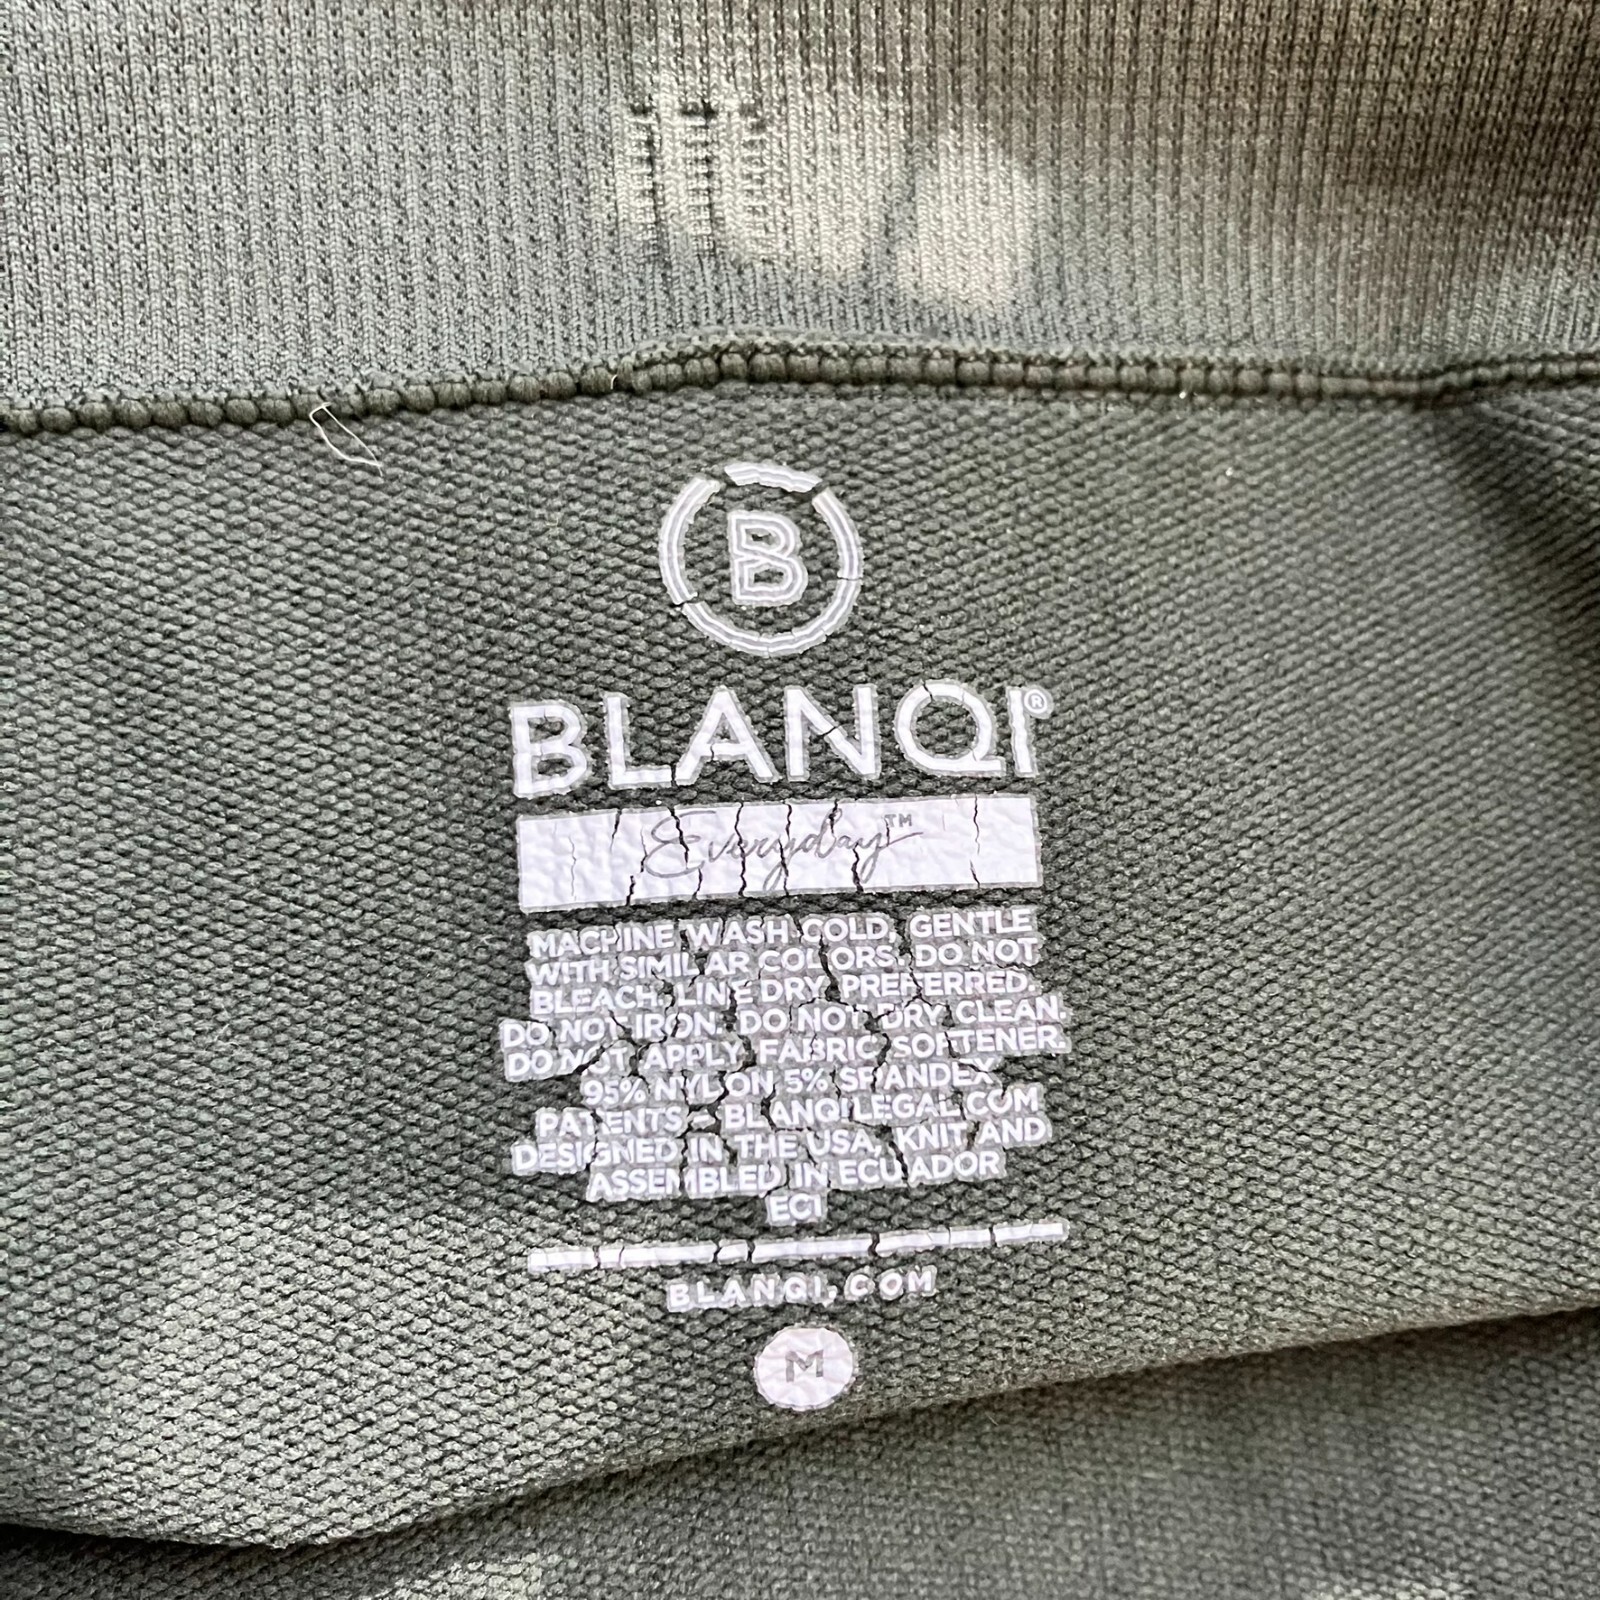 B
BLANQI®
Everyday™
MACHINE WASH COLD, GENTLE
WITH SIMILAR COLORS, DO NOT
BLEACH, LINE DRY PREFERRED.
DO NOT IRON. DO NOT DRY CLEAN.
DO NOT APPLY FABRIC SOFTENER.
95% NYLON 5% SPANDEX
PATENTS - BLANQILEGAL.COM
DESIGNED IN THE USA, KNIT AND
ASSEMBLED IN ECUADOR
EC1
BLANQI.COM
M